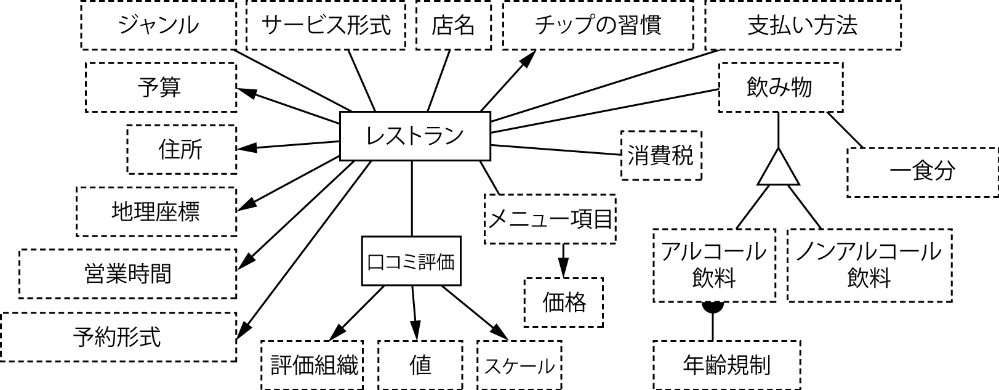 ジャンル
サービス形式
店名
チップの習慣
支払い方法
予算
飲み物
住所
レストラン
消費税
一食分
地理座標
メニュー項目
営業時間
口コミ評価
アルコール
飲料
ノンアルコール
飲料
価格
予約形式
評価組織
値
スケール
年齢規制